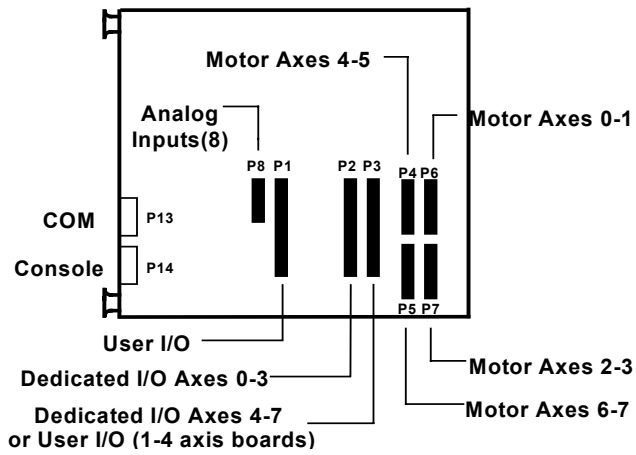 Motor Axes 4-5
Analog
Inputs(8)
Motor Axes 0-1
P8 P1
P2 P3
P4 P6
COM
P13
Console
P14
P5 P7
User I/O
Dedicated I/O Axes 0-3
Motor Axes 2-3
Dedicated I/O Axes 4-7
or User I/O (1-4 axis boards)
Motor Axes 6-7